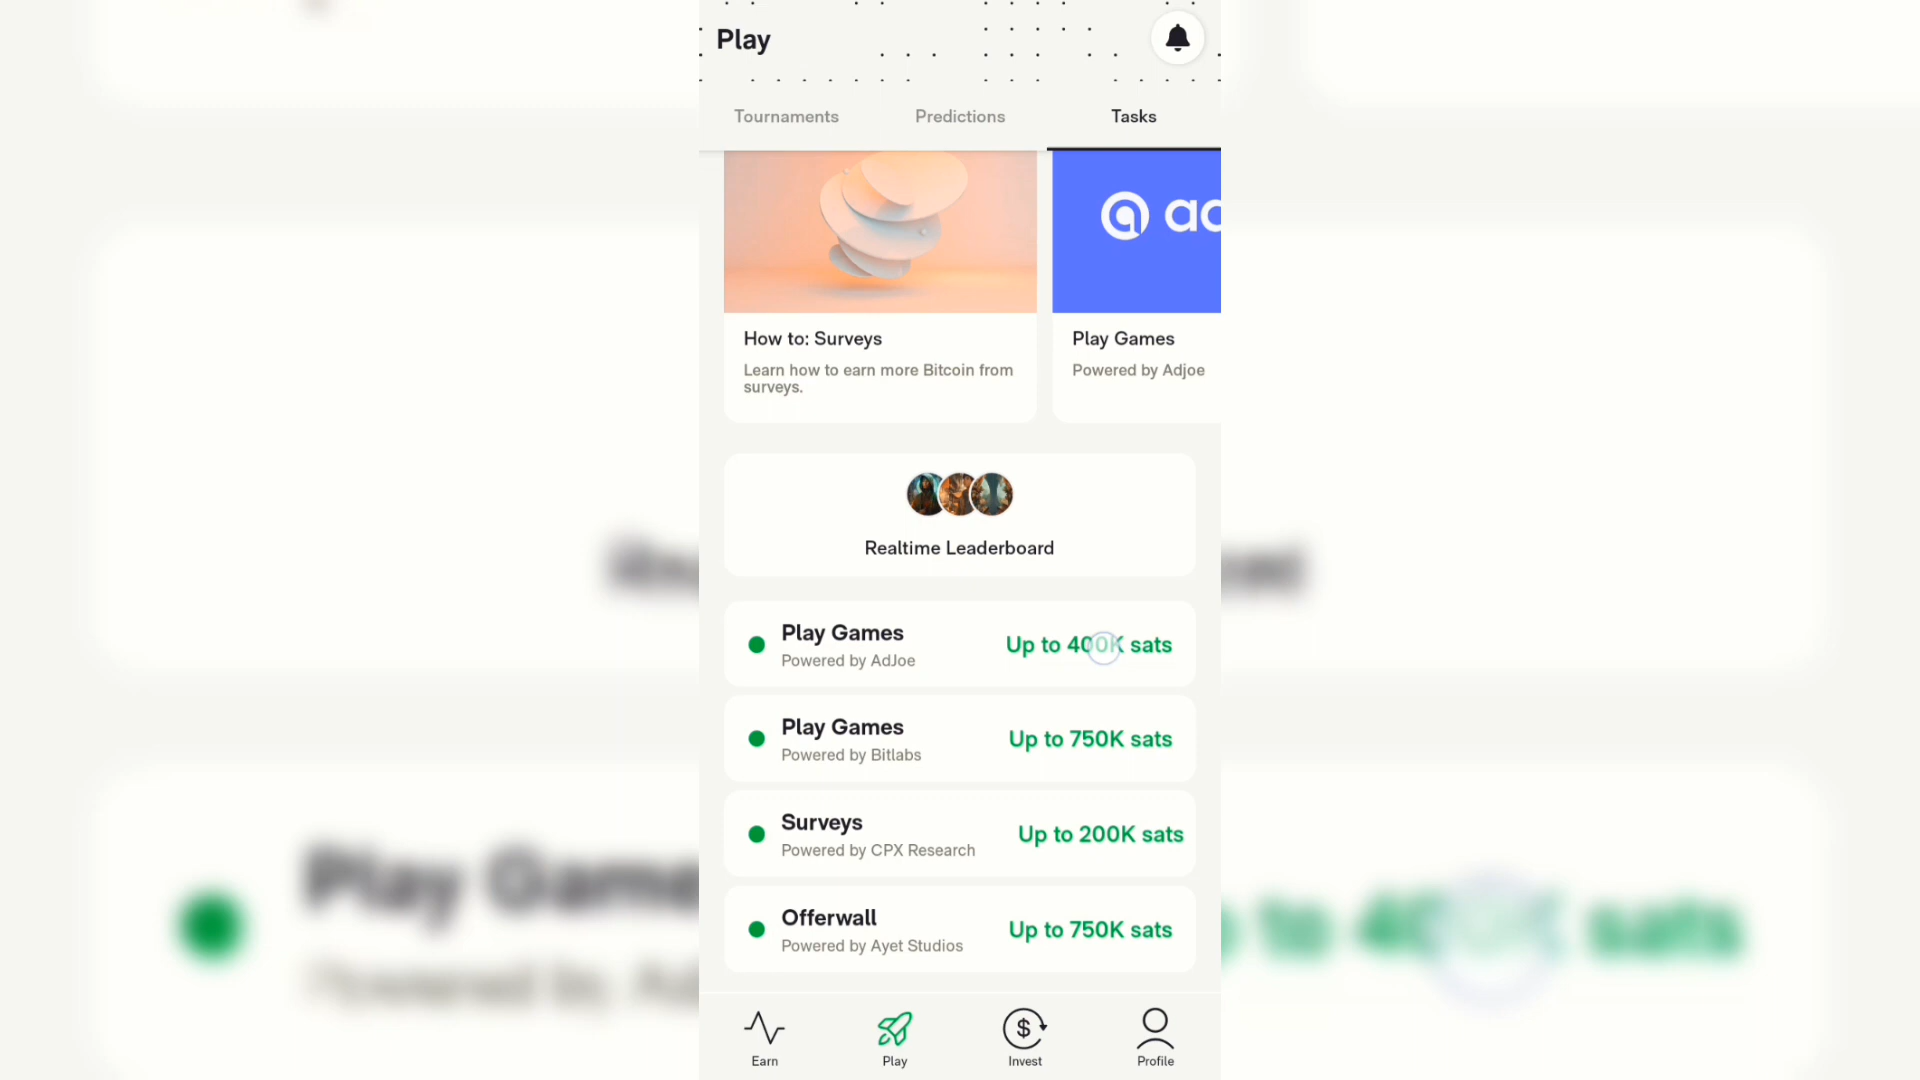 Play
Tournaments
Predictions
Tasks
How to: Surveys
Learn how to earn more Bitcoin from
surveys.
Play Games
Powered by Adjoe
Realtime Leaderboard
Play Games
Powered by AdJoe
Up to 400K sats
Play Games
Powered by Bitlabs
Up to 750K sats
Surveys
Powered by CPX Research
Up to 200K sats
Offerwall
Powered by Ayet Studios
Up to 750K sats
Earn
Play
Invest
Profile